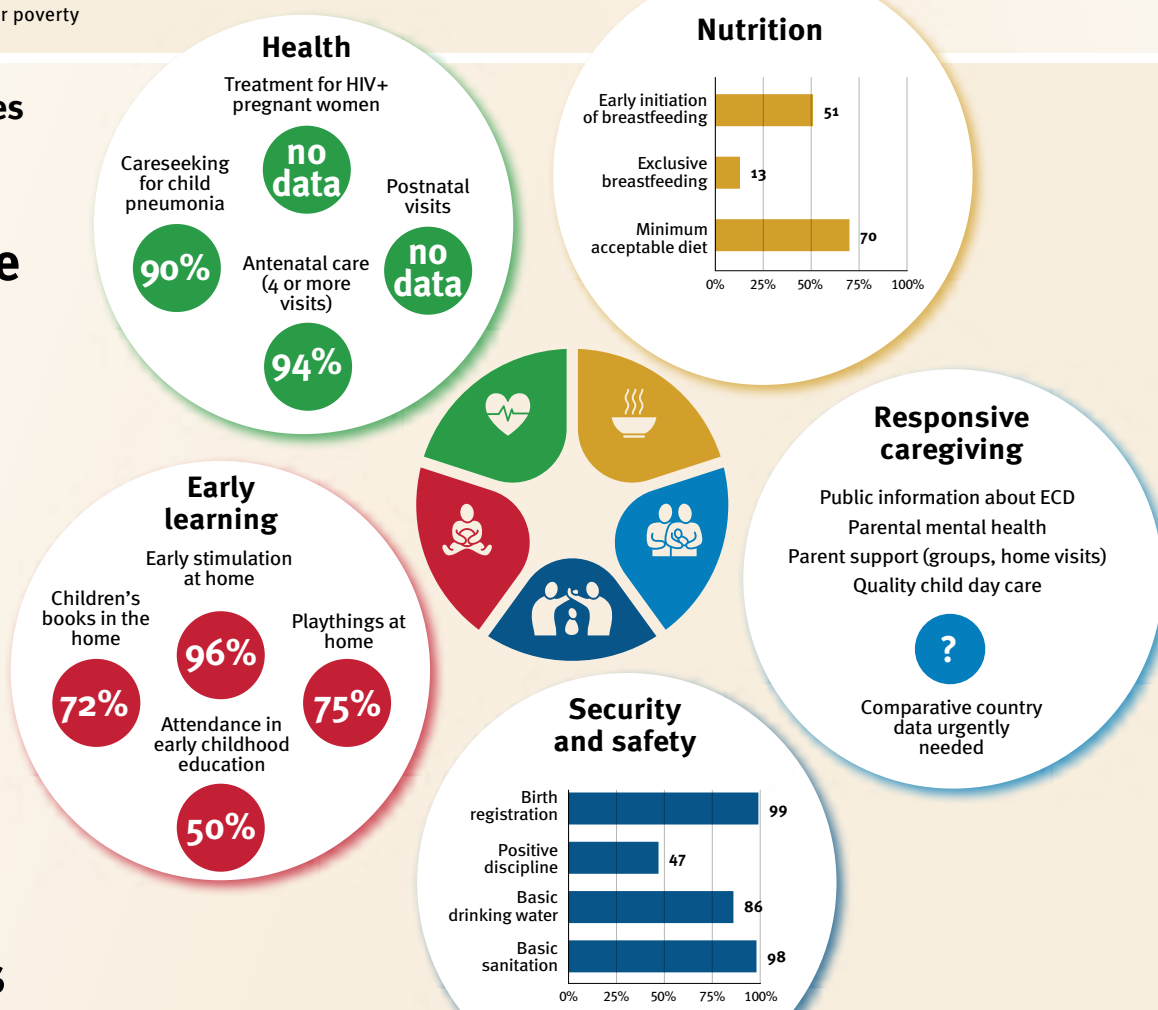 r poverty
es
e
s
Health
Treatment for HIV+
pregnant women
no
data
Careseeking
for child
pneumonia
90%
Postnatal
visits
no
data
Antenatal care
(4 or more
visits)
94%
Nutrition
Early initiation
of breastfeeding
51
Exclusive
breastfeeding
13
Minimum
acceptable diet
70
0% 25% 50% 75% 100%
Responsive
caregiving
Public information about ECD
Parental mental health
Parent support (groups, home visits)
Quality child day care
?
Comparative country
data urgently
needed
Early
learning
Early stimulation
at home
96%
Children's
books in the
home
72%
Playthings at
home
75%
Attendance in
early childhood
education
50%
Security
and safety
Birth
registration
99
Positive
discipline
47
Basic
drinking water
86
Basic
sanitation
98
0% 25% 50% 75% 100%